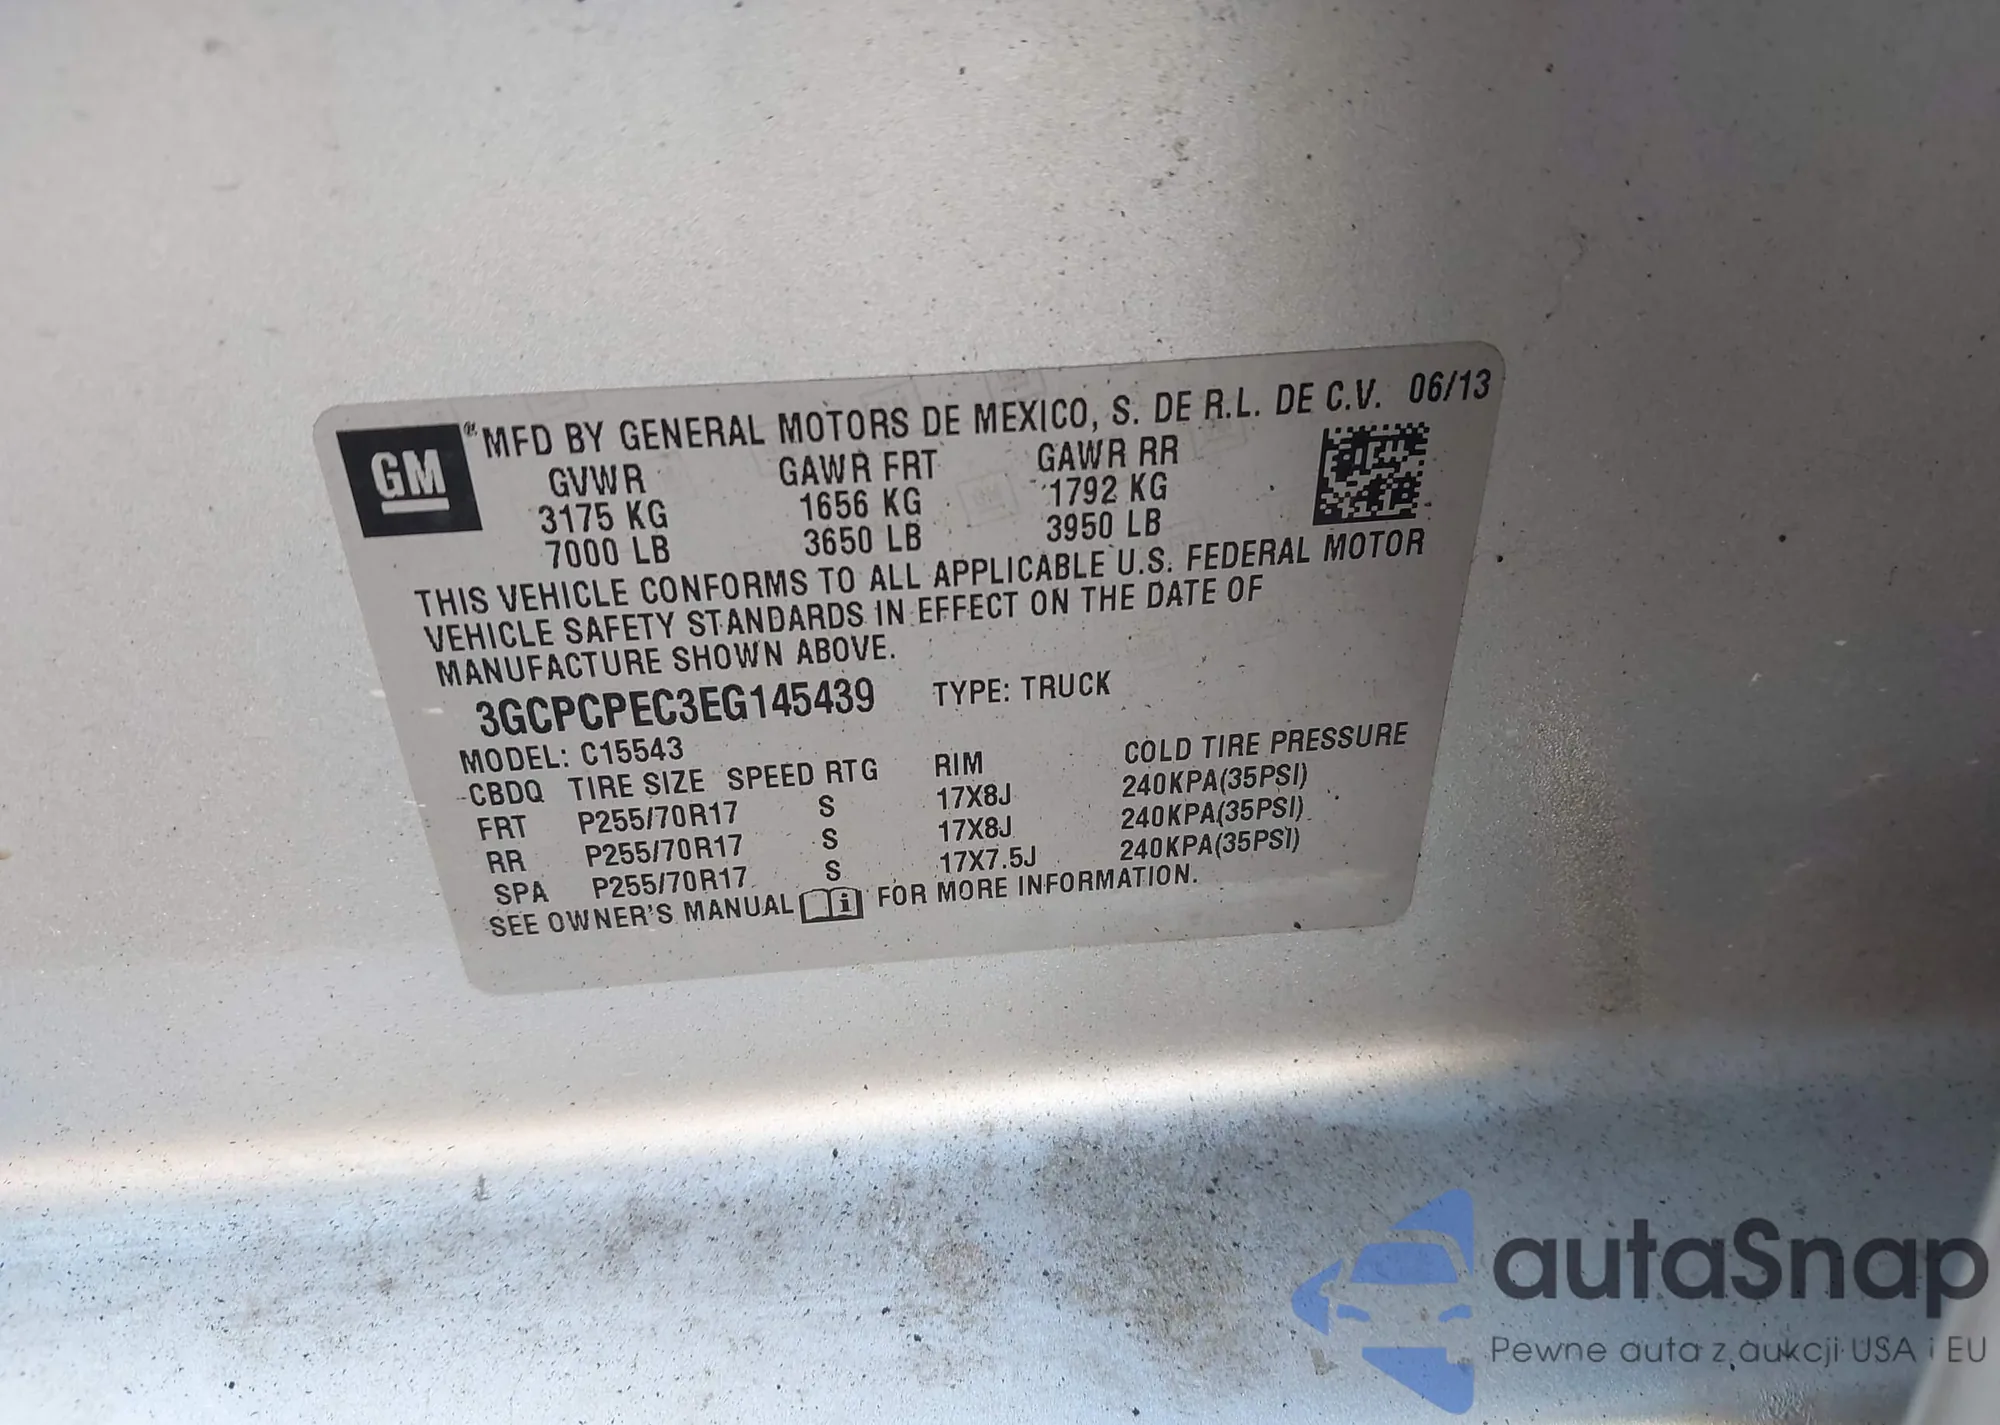 GM ® MFD BY GENERAL MOTORS DE MEXICO, S. DE R.L. DE C.V. 06/13
GVWR GAWR FRT GAWR RR
3175 KG 1656 KG 1792 KG
7000 LB 3650 LB 3950 LB
THIS VEHICLE CONFORMS TO ALL APPLICABLE U.S. FEDERAL MOTOR
VEHICLE SAFETY STANDARDS IN EFFECT ON THE DATE OF
MANUFACTURE SHOWN ABOVE.
3GCPCPEC3EG145439 TYPE: TRUCK
MODEL: C15543
CBDQ TIRE SIZE SPEED RTG RIM COLD TIRE PRESSURE
FRT P255/70R17 S 17X8J 240KPA(35PSI)
RR P255/70R17 S 17X8J 240KPA(35PSI)
SPA P255/70R17 S 17X7.5J 240KPA(35PSI)
SEE OWNER'S MANUAL i FOR MORE INFORMATION.
autaSnap
Pewne auta z aukcji USA i EU